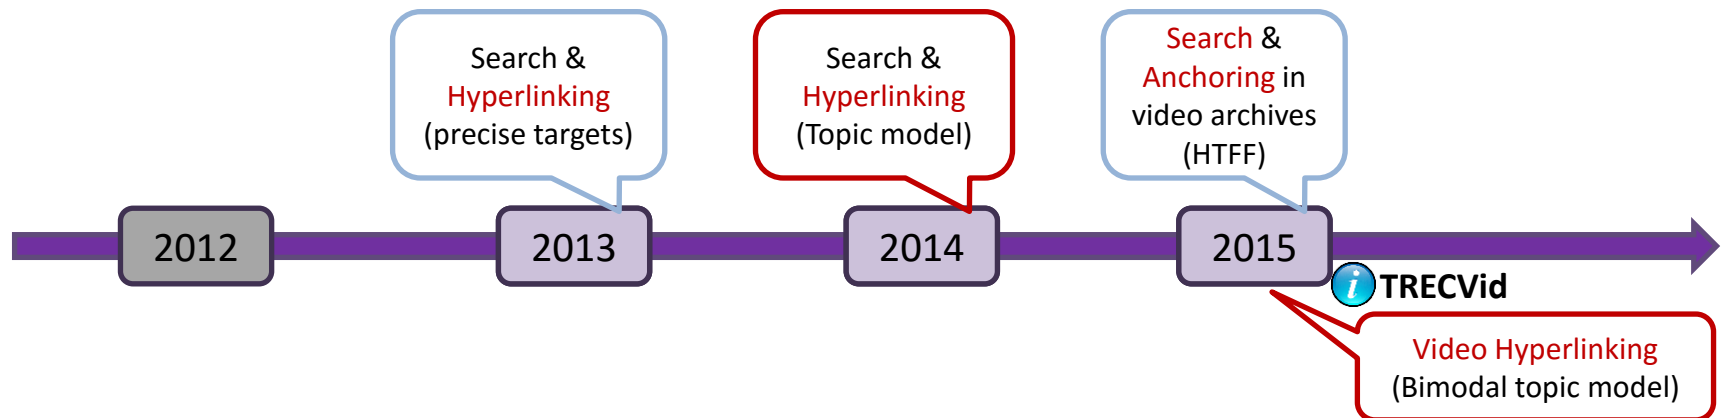 Search &
Hyperlinking
(precise targets)
Search &
Hyperlinking
(Topic model)
Search &
Anchoring in
video archives
(HTFF)
2012
2013
2014
2015
i TRECVid
Video Hyperlinking
(Bimodal topic model)